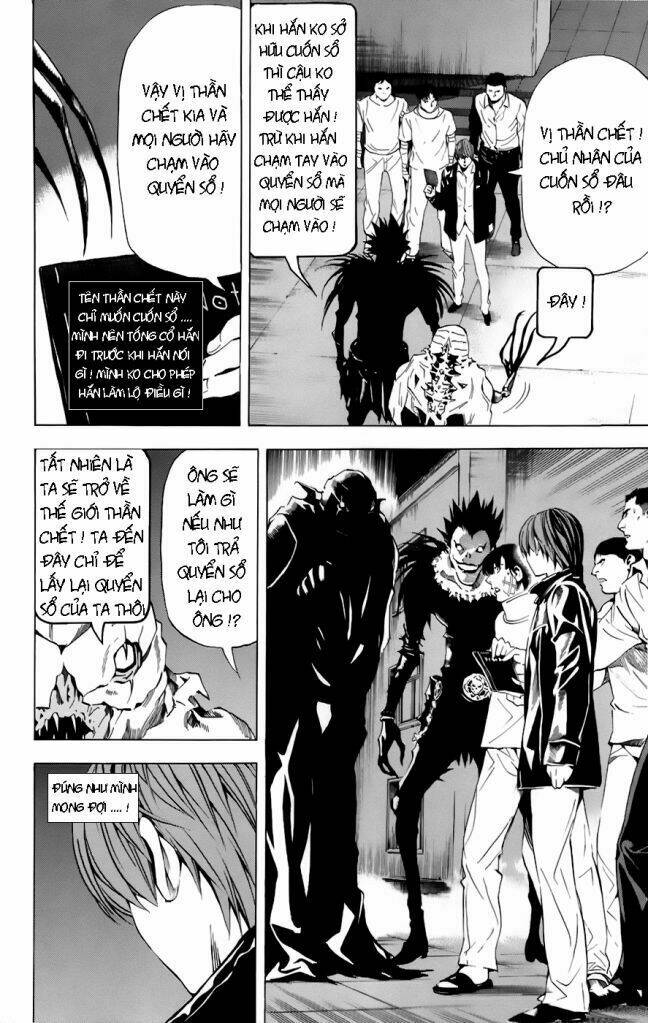 VỊ THẦN
CHẾT !
CHỦ NHÂN CỦA
CUỐN SỔ
ĐÂU
RỒI !?
ĐÂY !
KHI HẮN KO SỞ
HỮU CUỐN SỔ
THÌ CẬU KO
THỂ THẤY
ĐƯỢC HẮN !
TRỪ KHI HẮN
CHẠM TAY VÀO
QUYỂN SỔ MÀ
MỌI NGƯỜI SẼ
CHẠM VÀO !
VẬY VỊ THẦN
CHẾT KIA VÀ
MỌI NGƯỜI HÃY
CHẠM VÀO
QUYỂN SỔ !
TÊN THẦN CHẾT NÀY
CHỈ MUỐN CUỐN SỔ ....
MÌNH NÊN TỐNG CỔ HẮN
ĐI TRƯỚC KHI HẮN NÓI
GÌ ! MÌNH KO CHO PHÉP
HẮN LÀM LỘ ĐIỀU GÌ !
ÔNG SẼ
LÀM GÌ
NẾU NHƯ
TÔI TRẢ
QUYỂN SỔ
LẠI CHO
ÔNG !?
TẤT NHIÊN LÀ
TA SẼ TRỞ VỀ
THẾ GIỚI THẦN
CHẾT ! TA ĐẾN
ĐÂY CHỈ ĐỂ
LẤY LẠI QUYỂN
SỔ CỦA TA THÔI
ĐÚNG NHƯ MÌNH
MONG ĐỢI .... !